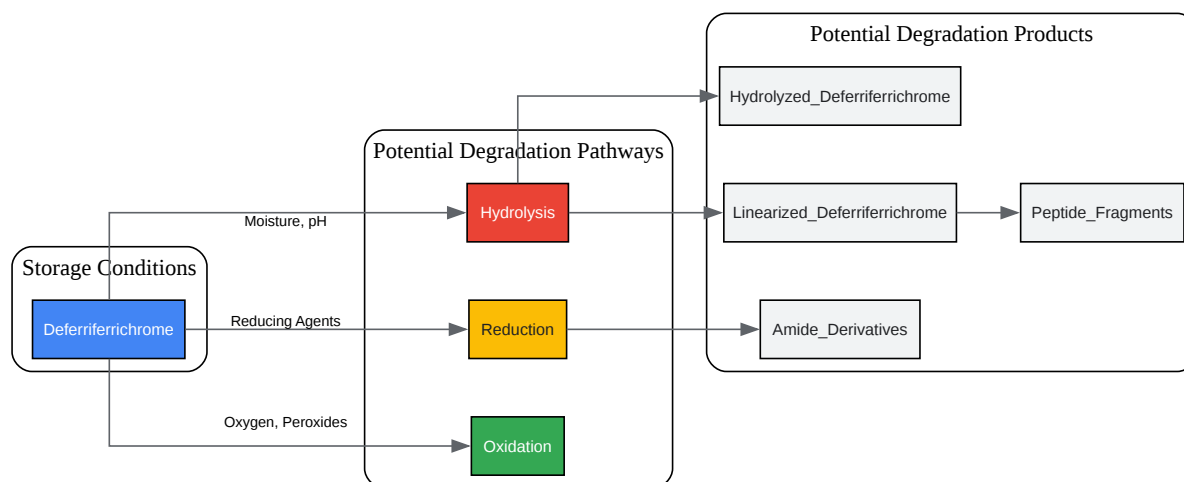 Potential Degradation Products
Hydrolyzed_Deferriferrichrome
Potential Degradation Pathways
Hydrolysis
Linearized_Deferriferrichrome
Peptide_Fragments
Moisture, pH
Storage Conditions
Deferriferrichrome
Reducing Agents
Reduction
Amide_Derivatives
Oxygen, Peroxides
Oxidation